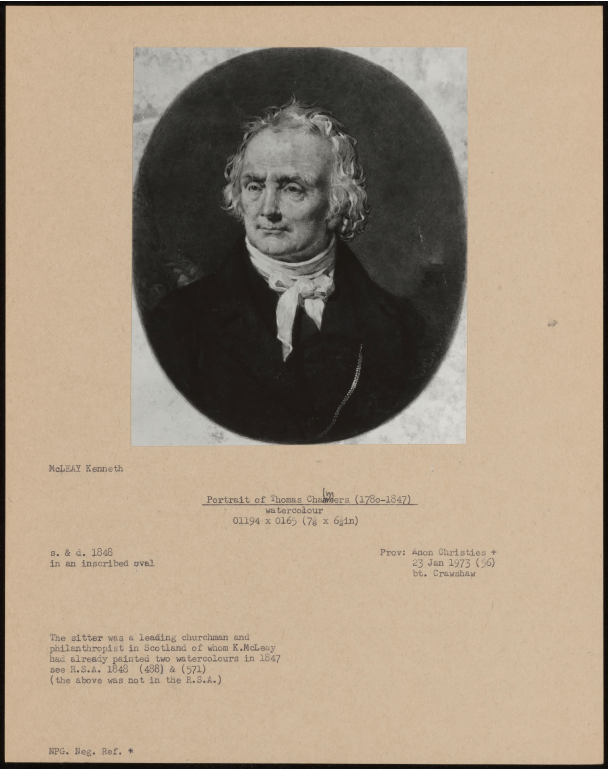 McLEAY Kenneth
Portrait of Thomas Chalmers (1780-1847)
watercolour
01194 x 0165 (7⅞ x 6½in)
s. & d. 1848
in an inscribed oval
Prov: Anon Christies +
23 Jan 1973 (56)
bt. Crawshaw
The sitter was a leading churchman and
philanthropist in Scotland of whom K.McLeay
had already painted two watercolours in 1847
see R.S.A. 1848 (488) & (571)
(the above was not in the R.S.A.)
NPG. Neg. Ref. *